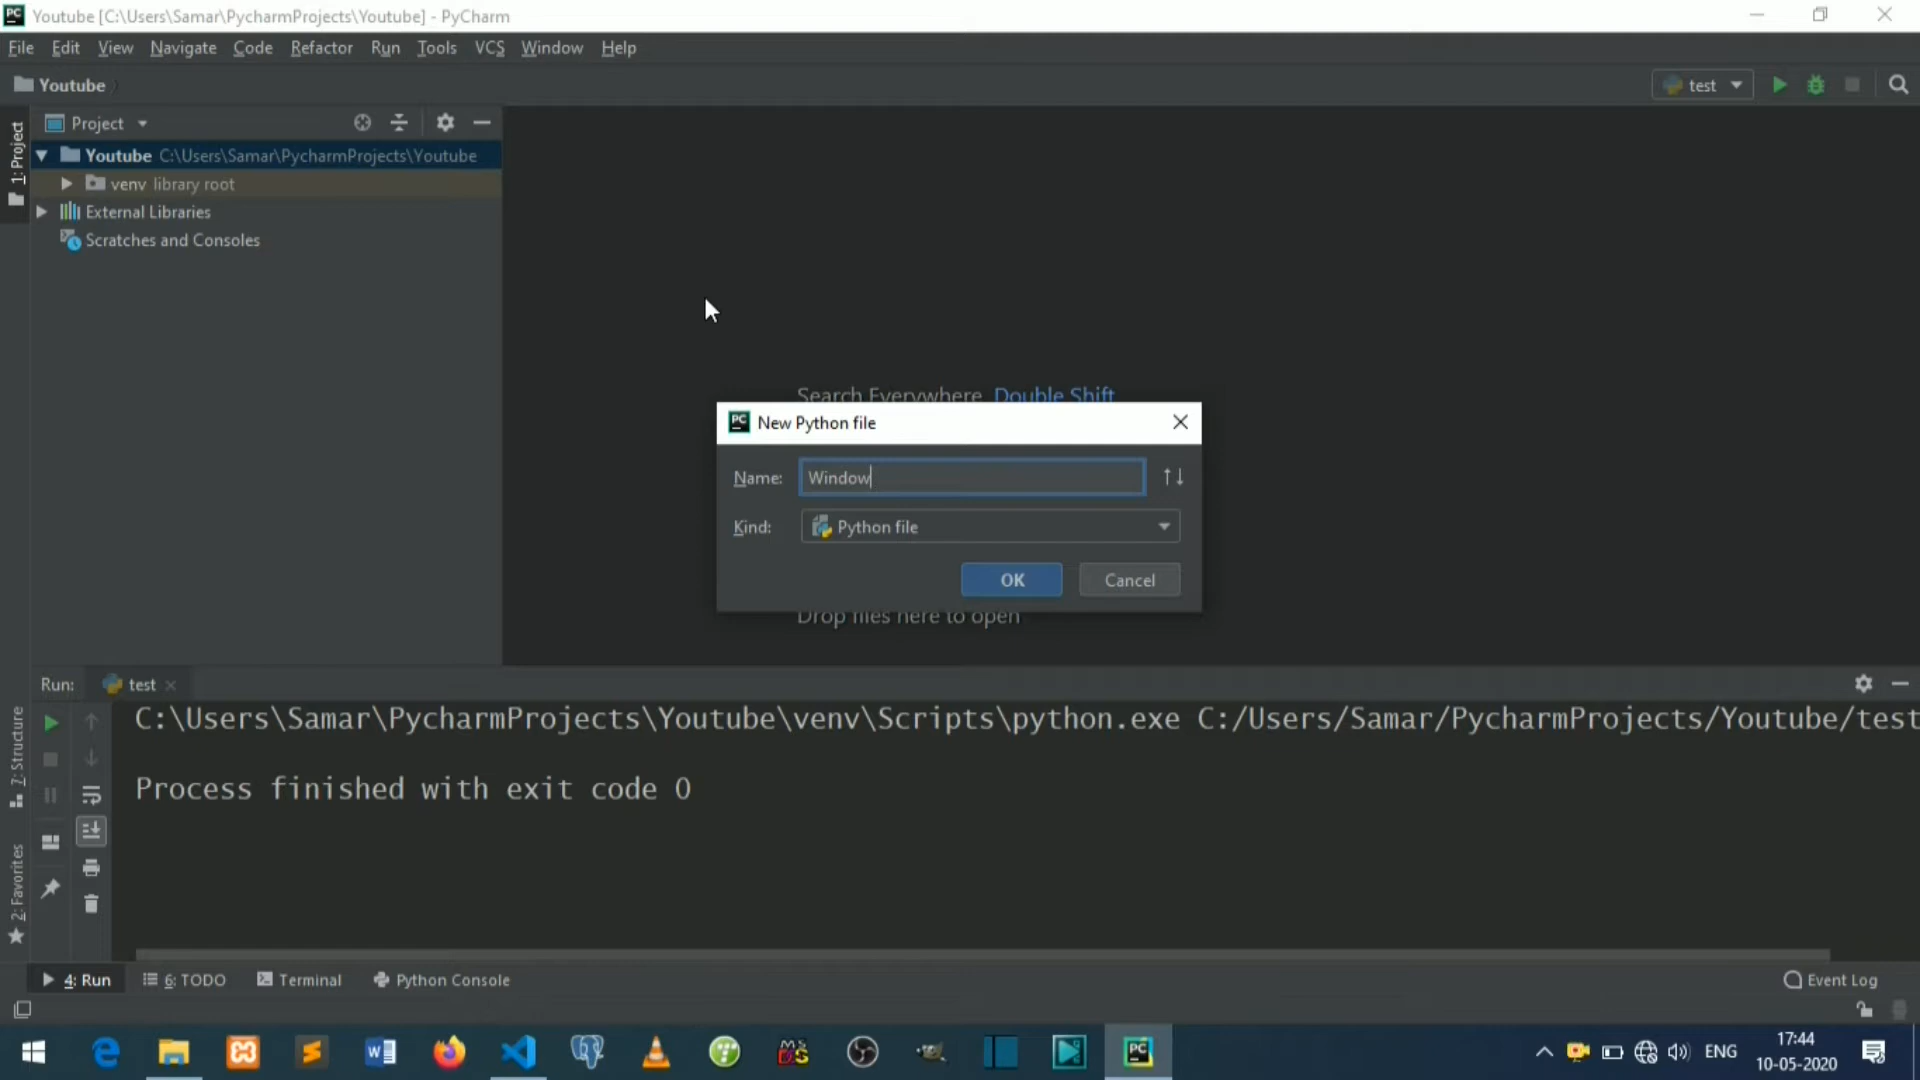 Youtube [C:\Users\Samar\PycharmProjects\Youtube] - PyCharm
File Edit View Navigate Code Refactor Run Tools VCS Window Help
Youtube
test
1: Project
Project
Youtube C:\Users\Samar\PycharmProjects\Youtube
venv library root
External Libraries
Scratches and Consoles
Search Everywhere Double Shift
New Python file
Name: Window
Kind: Python file
OK Cancel
Drop files here to open
Run: test
C:\Users\Samar\PycharmProjects\Youtube\venv\Scripts\python.exe C:/Users/Samar/PycharmProjects/Youtube/test
Process finished with exit code 0
7: Structure
2: Favorites
4: Run 6: TODO Terminal Python Console Event Log
ENG
17:44
10-05-2020